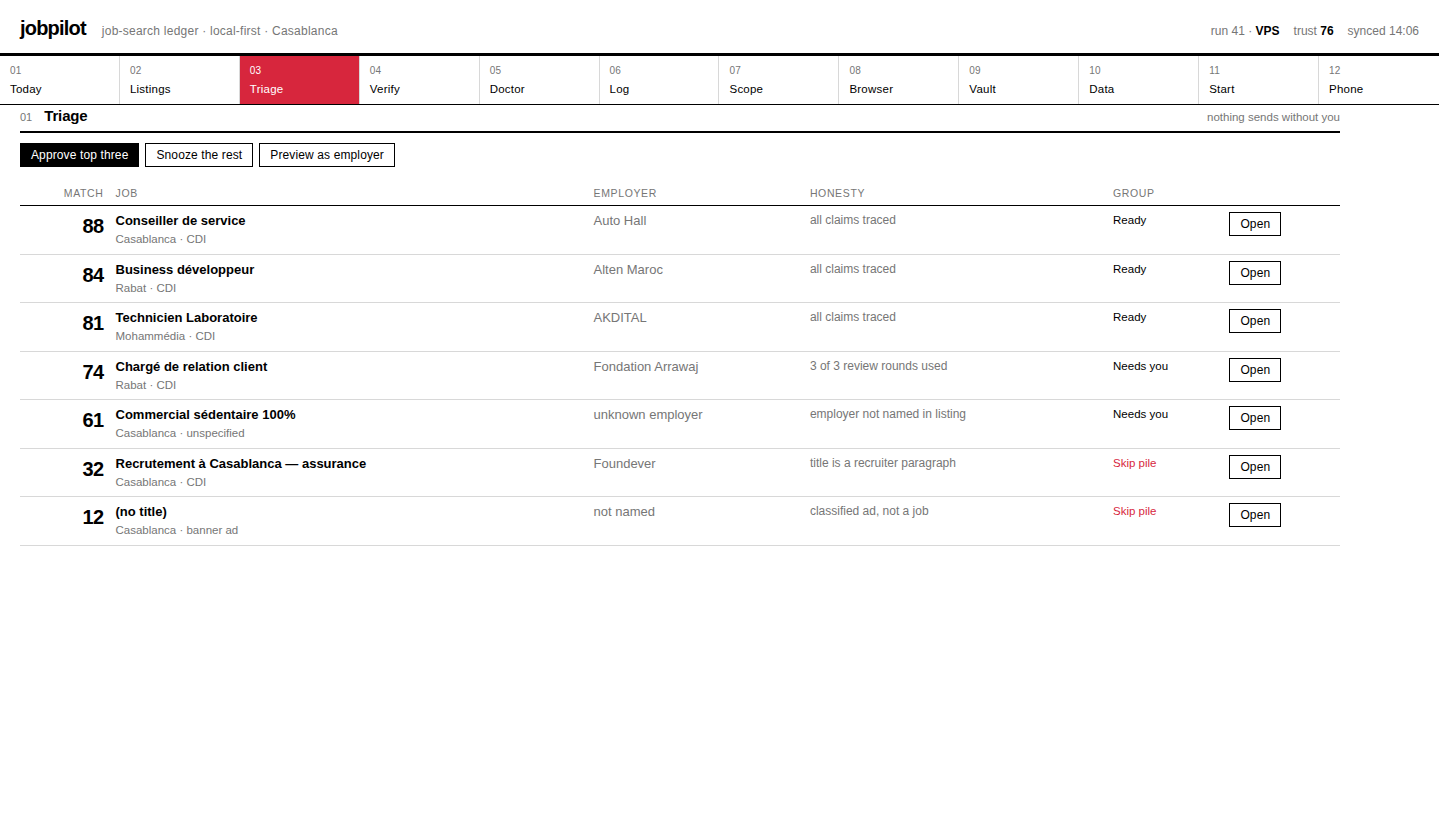 jobpilot job-search ledger · local-first · Casablanca run 41 · VPS trust 76 synced 14:06
01 02 03 04 05 06 07 08 09 10 11 12
Today Listings Triage Verify Doctor Log Scope Browser Vault Data Start Phone
01 Triage nothing sends without you
Approve top three Snooze the rest Preview as employer
MATCH JOB EMPLOYER HONESTY GROUP
88 Conseiller de service Auto Hall all claims traced Ready Open
Casablanca · CDI
84 Business développeur Alten Maroc all claims traced Ready Open
Rabat · CDI
81 Technicien Laboratoire AKDITAL all claims traced Ready Open
Mohammédia · CDI
74 Chargé de relation client Fondation Arrawaj 3 of 3 review rounds used Needs you Open
Rabat · CDI
61 Commercial sédentaire 100% unknown employer employer not named in listing Needs you Open
Casablanca · unspecified
32 Recrutement à Casablanca — assurance Foundever title is a recruiter paragraph Skip pile Open
Casablanca · CDI
12 (no title) not named classified ad, not a job Skip pile Open
Casablanca · banner ad